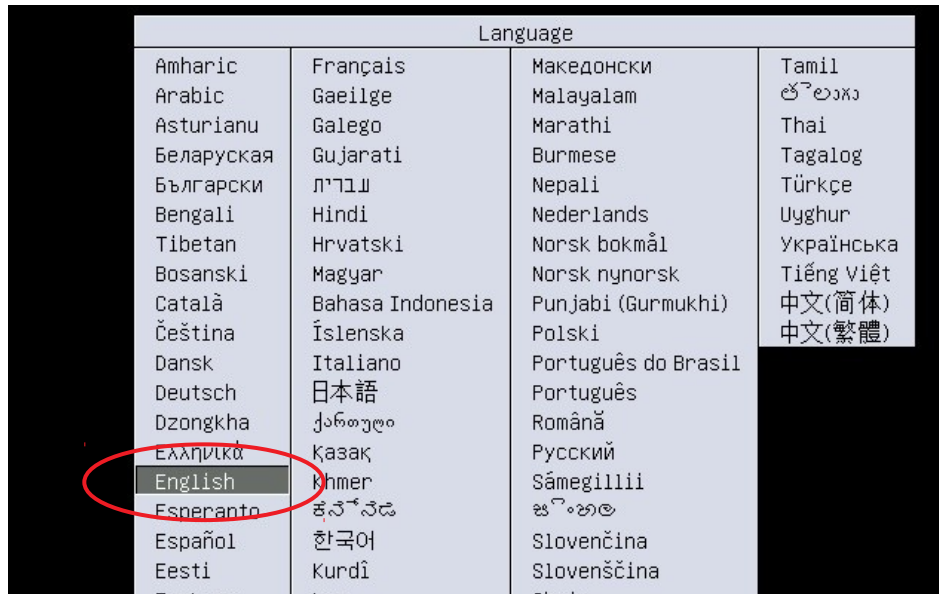 Language
Amharic
Arabic
Asturianu
Беларуская
Български
Bengali
Tibetan
Bosanski
Català
Čeština
Dansk
Deutsch
Dzongkha
Ελληνικά
English
Esperanto
Español
Eesti
Français
Gaeilge
Galego
Gujarati
עברית
Hindi
Hrvatski
Magyar
Bahasa Indonesia
Íslenska
Italiano
日本語
ქართული
Қазақ
Khmer
한국어
Kurdî
Македонски
Malayalam
Marathi
Burmese
Nepali
Nederlands
Norsk bokmål
Norsk nynorsk
Punjabi (Gurmukhi)
Polski
Português do Brasil
Português
Română
Русский
Sámegillii
Slovenčina
Slovenščina
Tamil
Thai
Tagalog
Türkçe
Uyghur
Українська
Tiếng Việt
中文(简体)
中文(繁體)